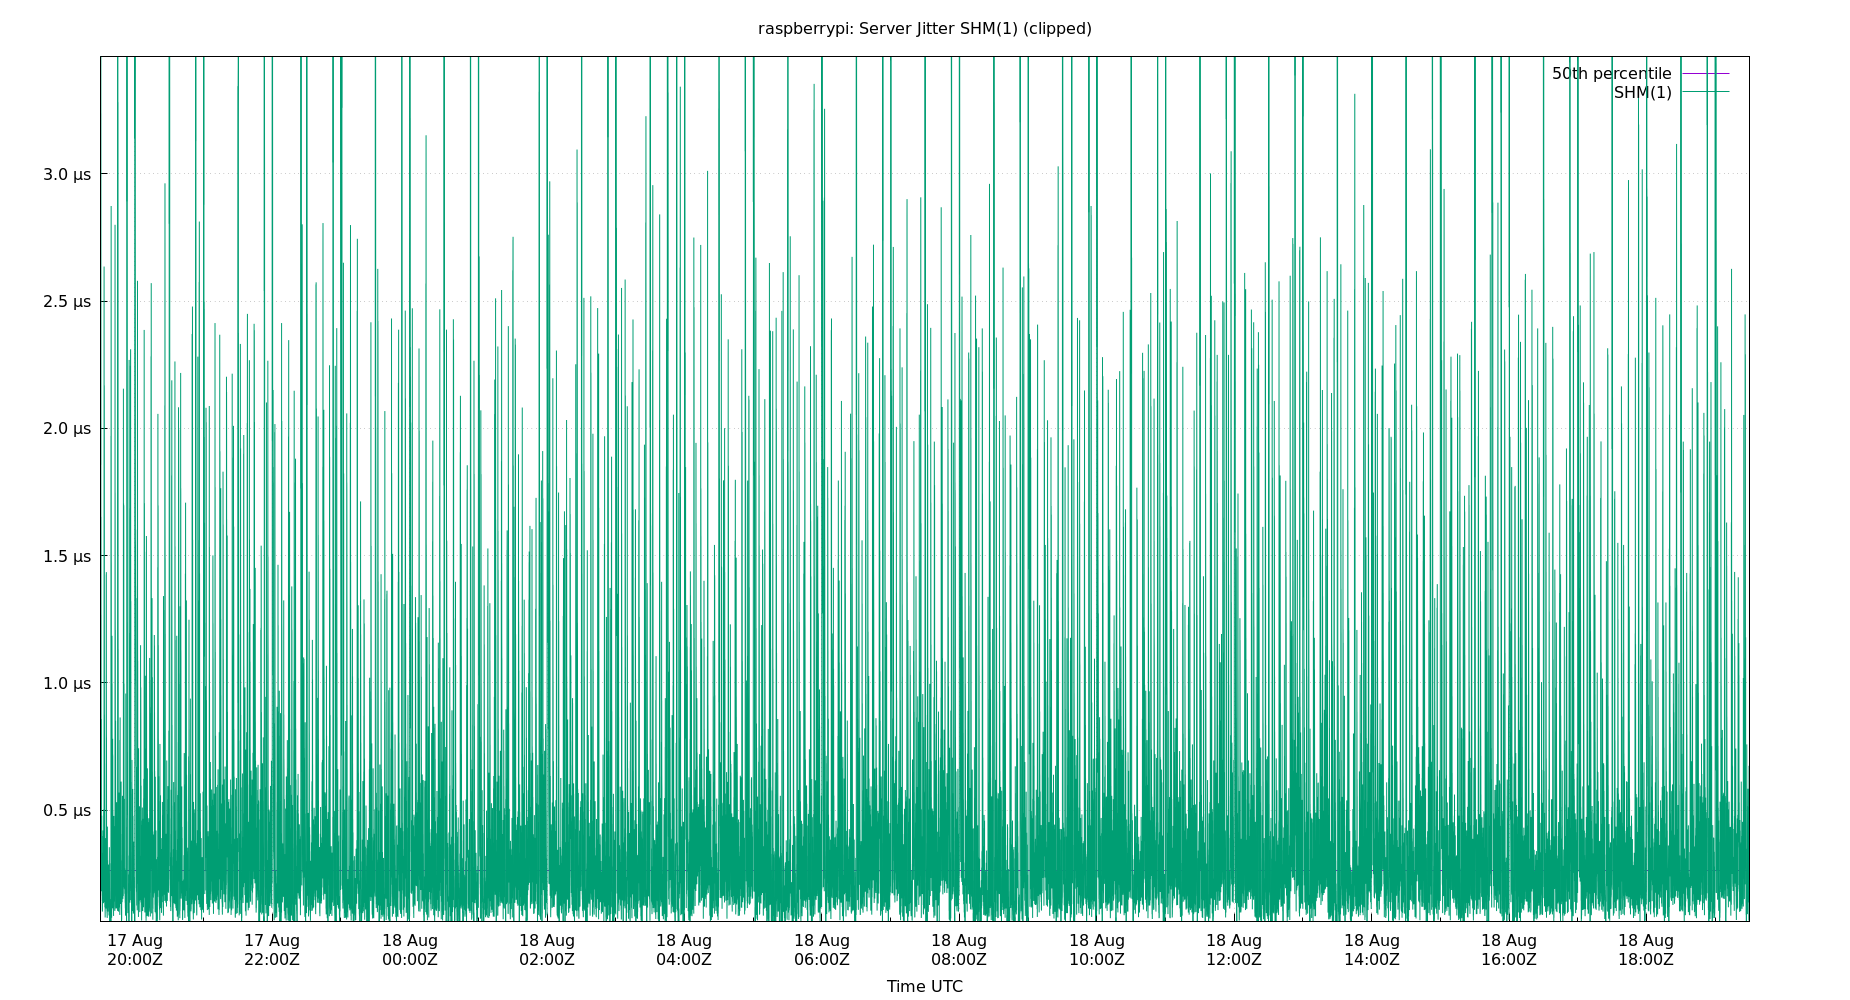 raspberrypi: Server Jitter SHM(1) (clipped)
50th percentile
SHM(1)
3.0 µs
2.5 µs
2.0 µs
1.5 µs
1.0 µs
0.5 µs
17 Aug 17 Aug 18 Aug 18 Aug 18 Aug 18 Aug 18 Aug 18 Aug 18 Aug 18 Aug 18 Aug 18 Aug
20:00Z 22:00Z 00:00Z 02:00Z 04:00Z 06:00Z 08:00Z 10:00Z 12:00Z 14:00Z 16:00Z 18:00Z
Time UTC